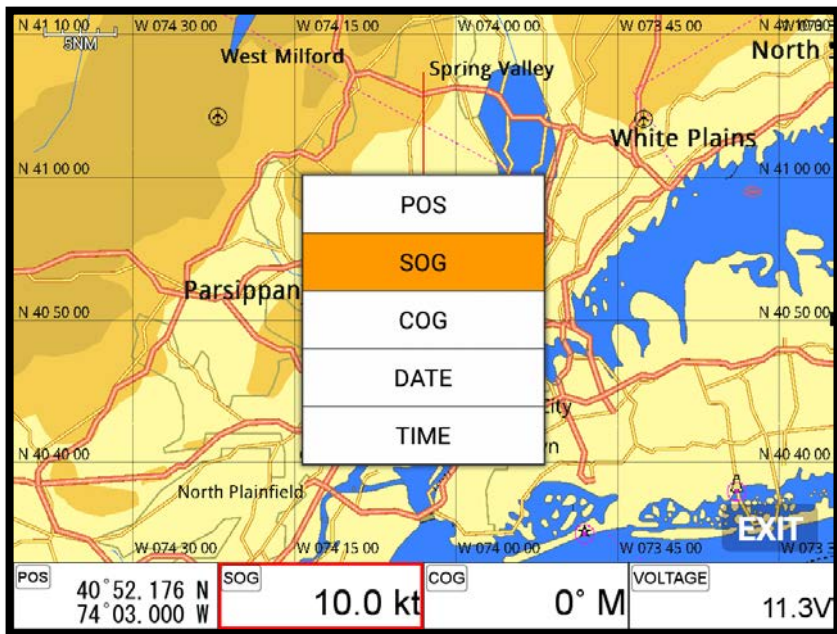 N 41 10 00
W 074 30 00
W 074 15 00
W 074 00 00
W 073 45 00
5NM
West Milford
Spring Valley
North
White Plains
N 41 00 00
N 41 00 00
POS
SOG
Parsippan
COG
N 40 50 00
N 40 50 00
DATE
TIME
City
wn
N 40 40 00
N 40 40 00
North Plainfield
EXIT
W 074 30 00
W 074 15 00
W 074 00 00
W 073 45 00
W 073 3
POS
40°52.176 N
74°03.000 W
SOG
10.0 kt
COG
0° M
VOLTAGE
11.3V